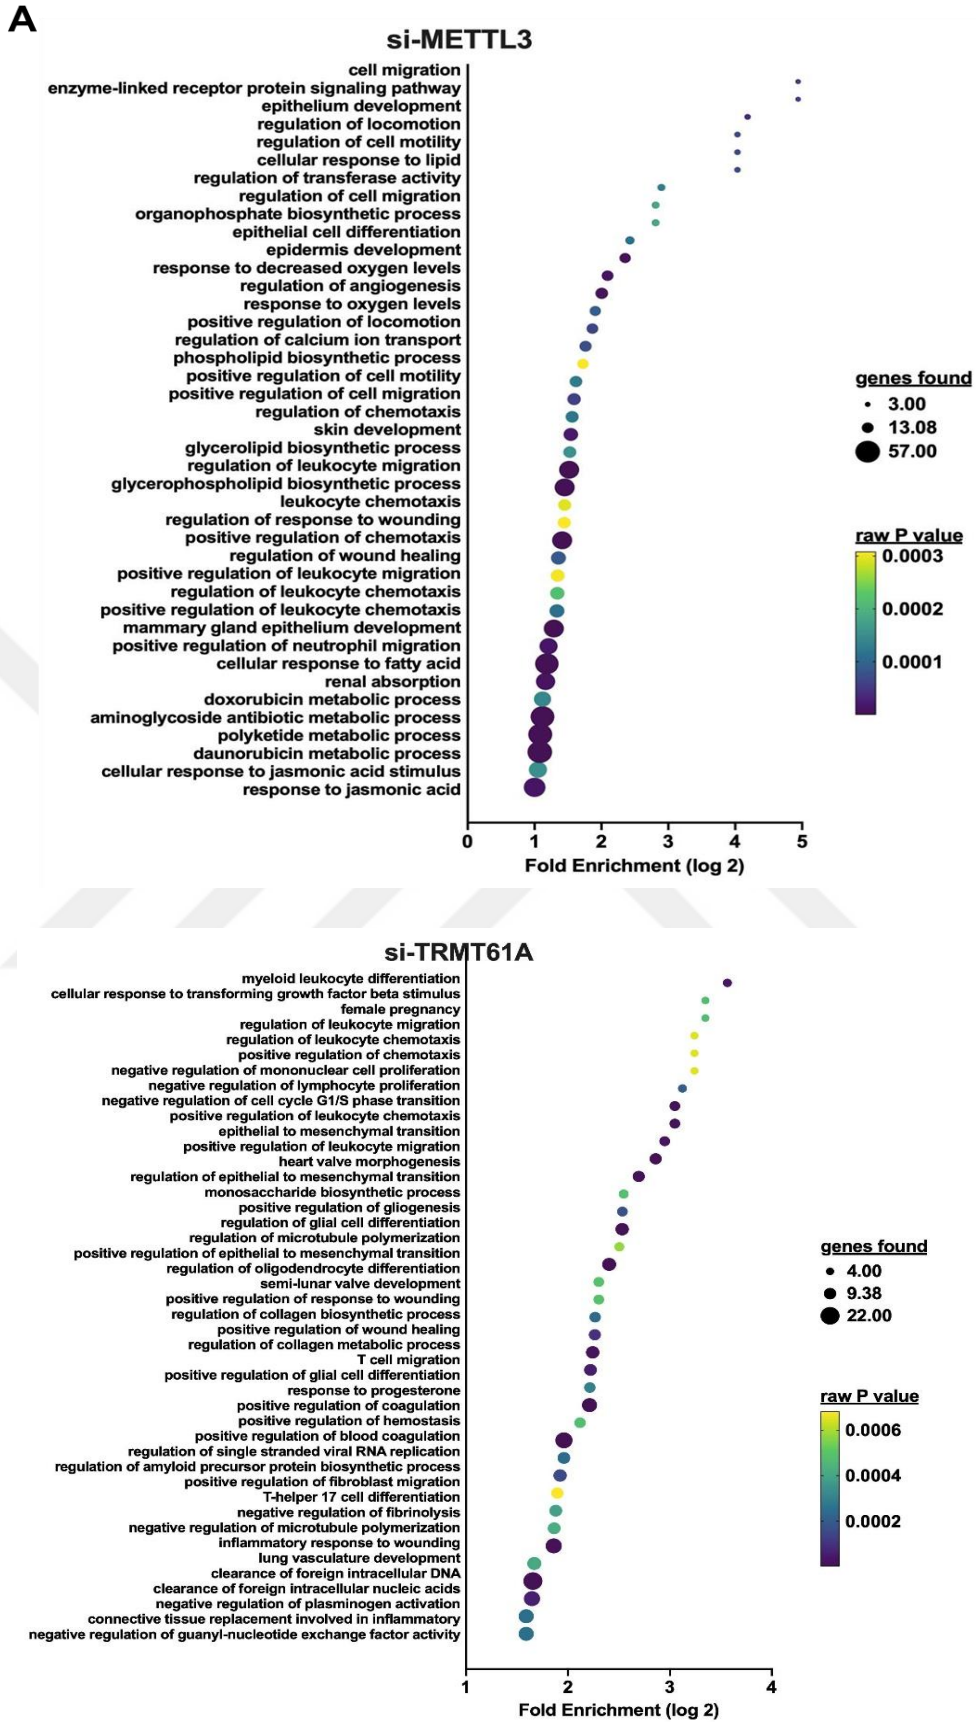 A
si-METTL3
cell migration
enzyme-linked receptor protein signaling pathway
epithelium development
regulation of locomotion
regulation of cell motility
cellular response to lipid
regulation of transferase activity
regulation of cell migration
organophosphate biosynthetic process
epithelial cell differentiation
epidermis development
response to decreased oxygen levels
regulation of angiogenesis
response to oxygen levels
positive regulation of locomotion
regulation of calcium ion transport
phospholipid biosynthetic process
positive regulation of cell motility
positive regulation of cell migration
regulation of chemotaxis
skin development
glycerolipid biosynthetic process
regulation of leukocyte migration
glycerophospholipid biosynthetic process
leukocyte chemotaxis
regulation of response to wounding
positive regulation of chemotaxis
regulation of wound healing
positive regulation of leukocyte migration
regulation of leukocyte chemotaxis
positive regulation of leukocyte chemotaxis
mammary gland epithelium development
positive regulation of neutrophil migration
cellular response to fatty acid
renal absorption
doxorubicin metabolic process
aminoglycoside antibiotic metabolic process
polyketide metabolic process
daunorubicin metabolic process
cellular response to jasmonic acid stimulus
response to jasmonic acid
0 1 2 3 4 5
Fold Enrichment (log 2)
genes found
3.00
13.08
57.00
raw P value
0.0003
0.0002
0.0001
si-TRMT61A
myeloid leukocyte differentiation
cellular response to transforming growth factor beta stimulus
female pregnancy
regulation of leukocyte migration
regulation of leukocyte chemotaxis
positive regulation of chemotaxis
negative regulation of mononuclear cell proliferation
negative regulation of lymphocyte proliferation
negative regulation of cell cycle G1/S phase transition
positive regulation of leukocyte chemotaxis
epithelial to mesenchymal transition
positive regulation of leukocyte migration
heart valve morphogenesis
regulation of epithelial to mesenchymal transition
monosaccharide biosynthetic process
positive regulation of gliogenesis
regulation of glial cell differentiation
regulation of microtubule polymerization
positive regulation of epithelial to mesenchymal transition
regulation of oligodendrocyte differentiation
semi-lunar valve development
positive regulation of response to wounding
regulation of collagen biosynthetic process
positive regulation of wound healing
regulation of collagen metabolic process
T cell migration
positive regulation of glial cell differentiation
response to progesterone
positive regulation of coagulation
positive regulation of hemostasis
positive regulation of blood coagulation
regulation of single stranded viral RNA replication
regulation of amyloid precursor protein biosynthetic process
positive regulation of fibroblast migration
T-helper 17 cell differentiation
negative regulation of fibrinolysis
negative regulation of microtubule polymerization
inflammatory response to wounding
lung vasculature development
clearance of foreign intracellular DNA
clearance of foreign intracellular nucleic acids
negative regulation of plasminogen activation
connective tissue replacement involved in inflammatory
negative regulation of guanyl-nucleotide exchange factor activity
1 2 3 4
Fold Enrichment (log 2)
genes found
4.00
9.38
22.00
raw P value
0.0006
0.0004
0.0002